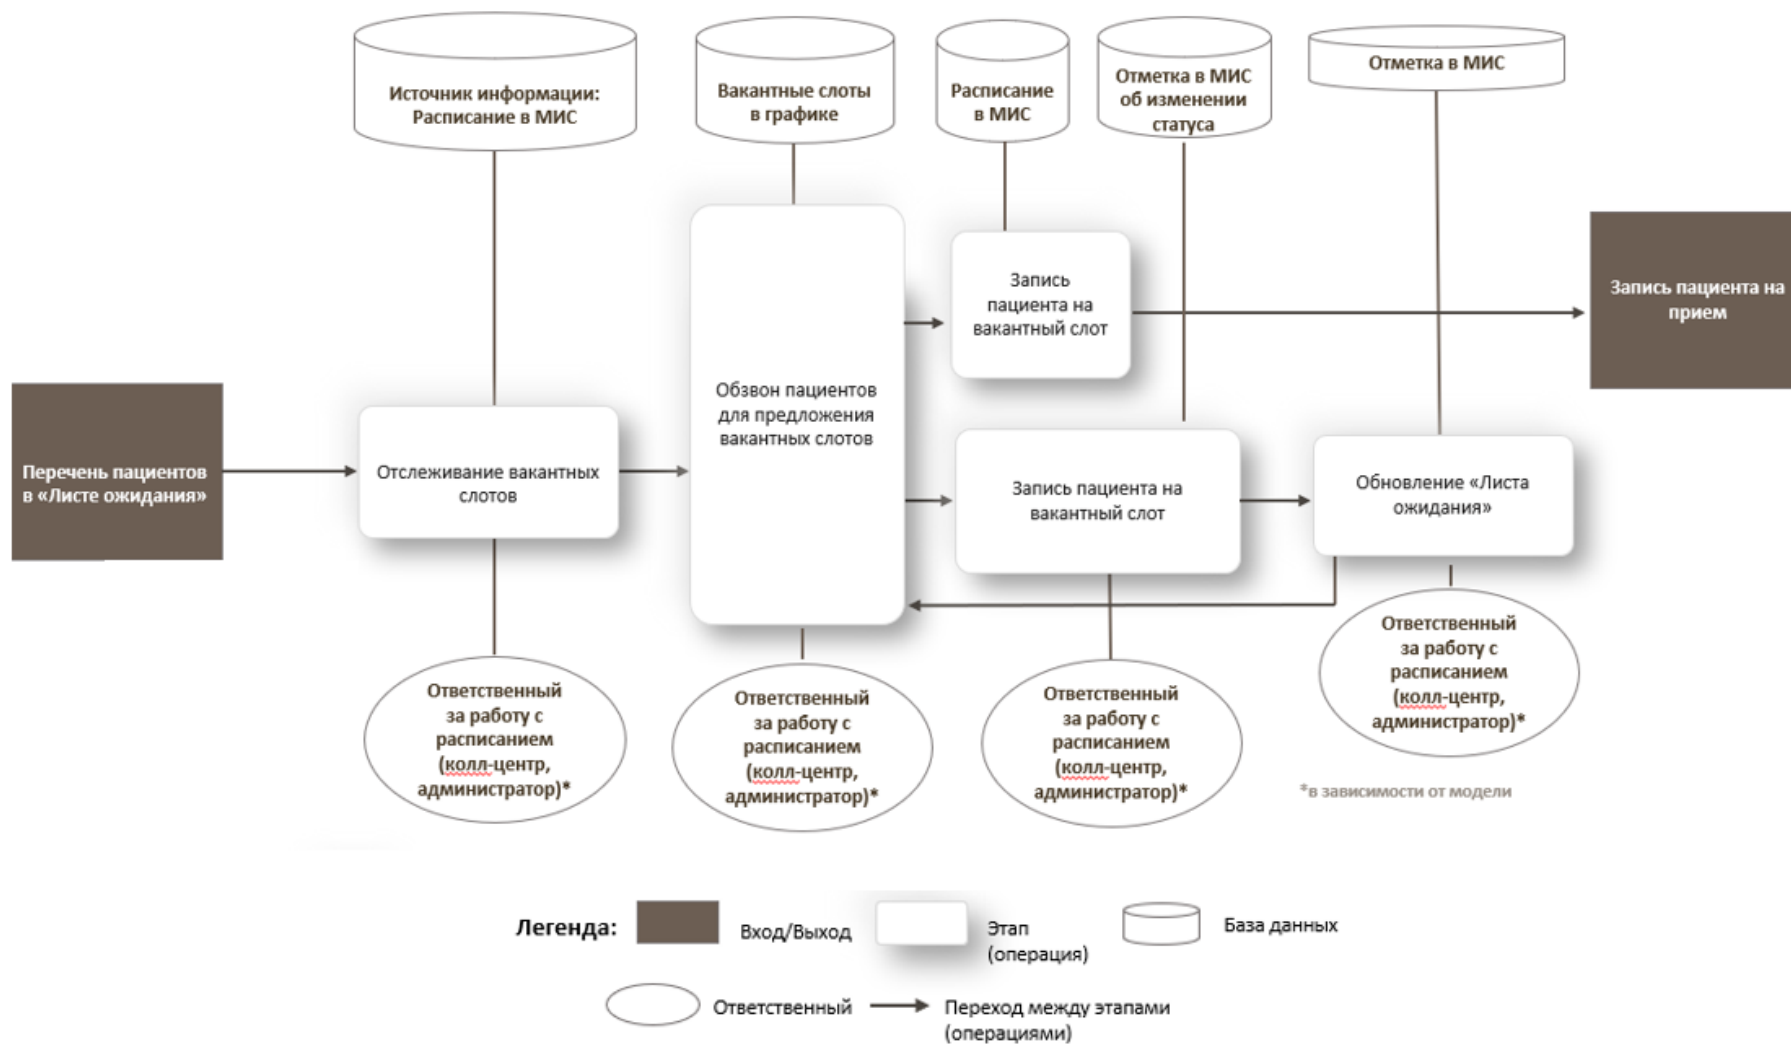 Источник информации:
Расписание в МИС
Вакантные слоты
в графике
Расписание
в МИС
Отметка в МИС
об изменении
статуса
Отметка в МИС
Перечень пациентов
в «Листе ожидания»
Отслеживание вакантных
слотов
Обзвон пациентов
для предложения
вакантных слотов
Запись
пациента на
вакантный слот
Запись пациента на
прием
Запись пациента на
вакантный слот
Обновление «Листа
ожидания»
Ответственный
за работу с
расписанием
(колл-центр,
администратор)*
Ответственный
за работу с
расписанием
(колл-центр,
администратор)*
Ответственный
за работу с
расписанием
(колл-центр,
администратор)*
Ответственный
за работу с
расписанием
(колл-центр,
администратор)*
*в зависимости от модели
Легенда:
Вход/Выход
Этап
(операция)
База данных
Ответственный
Переход между этапами
(операциями)